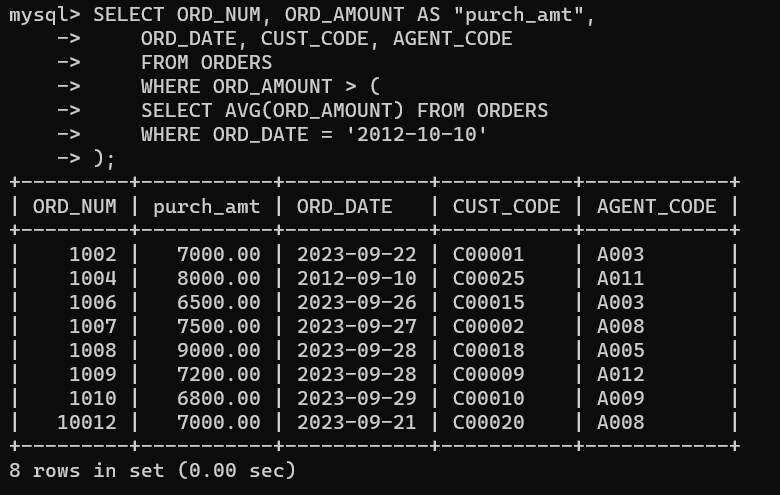 mysql> SELECT ORD_NUM, ORD_AMOUNT AS "purch_amt",
    ->     ORD_DATE, CUST_CODE, AGENT_CODE
    ->     FROM ORDERS
    ->     WHERE ORD_AMOUNT > (
    ->     SELECT AVG(ORD_AMOUNT) FROM ORDERS
    ->     WHERE ORD_DATE = '2012-10-10'
    -> );
+---------+-----------+------------+-----------+------------+
| ORD_NUM | purch_amt | ORD_DATE   | CUST_CODE | AGENT_CODE |
+---------+-----------+------------+-----------+------------+
|    1002 |   7000.00 | 2023-09-22 | C00001    | A003       |
|    1004 |   8000.00 | 2012-09-10 | C00025    | A011       |
|    1006 |   6500.00 | 2023-09-26 | C00015    | A003       |
|    1007 |   7500.00 | 2023-09-27 | C00002    | A008       |
|    1008 |   9000.00 | 2023-09-28 | C00018    | A005       |
|    1009 |   7200.00 | 2023-09-28 | C00009    | A012       |
|    1010 |   6800.00 | 2023-09-29 | C00010    | A009       |
|   10012 |   7000.00 | 2023-09-21 | C00020    | A008       |
+---------+-----------+------------+-----------+------------+
8 rows in set (0.00 sec)